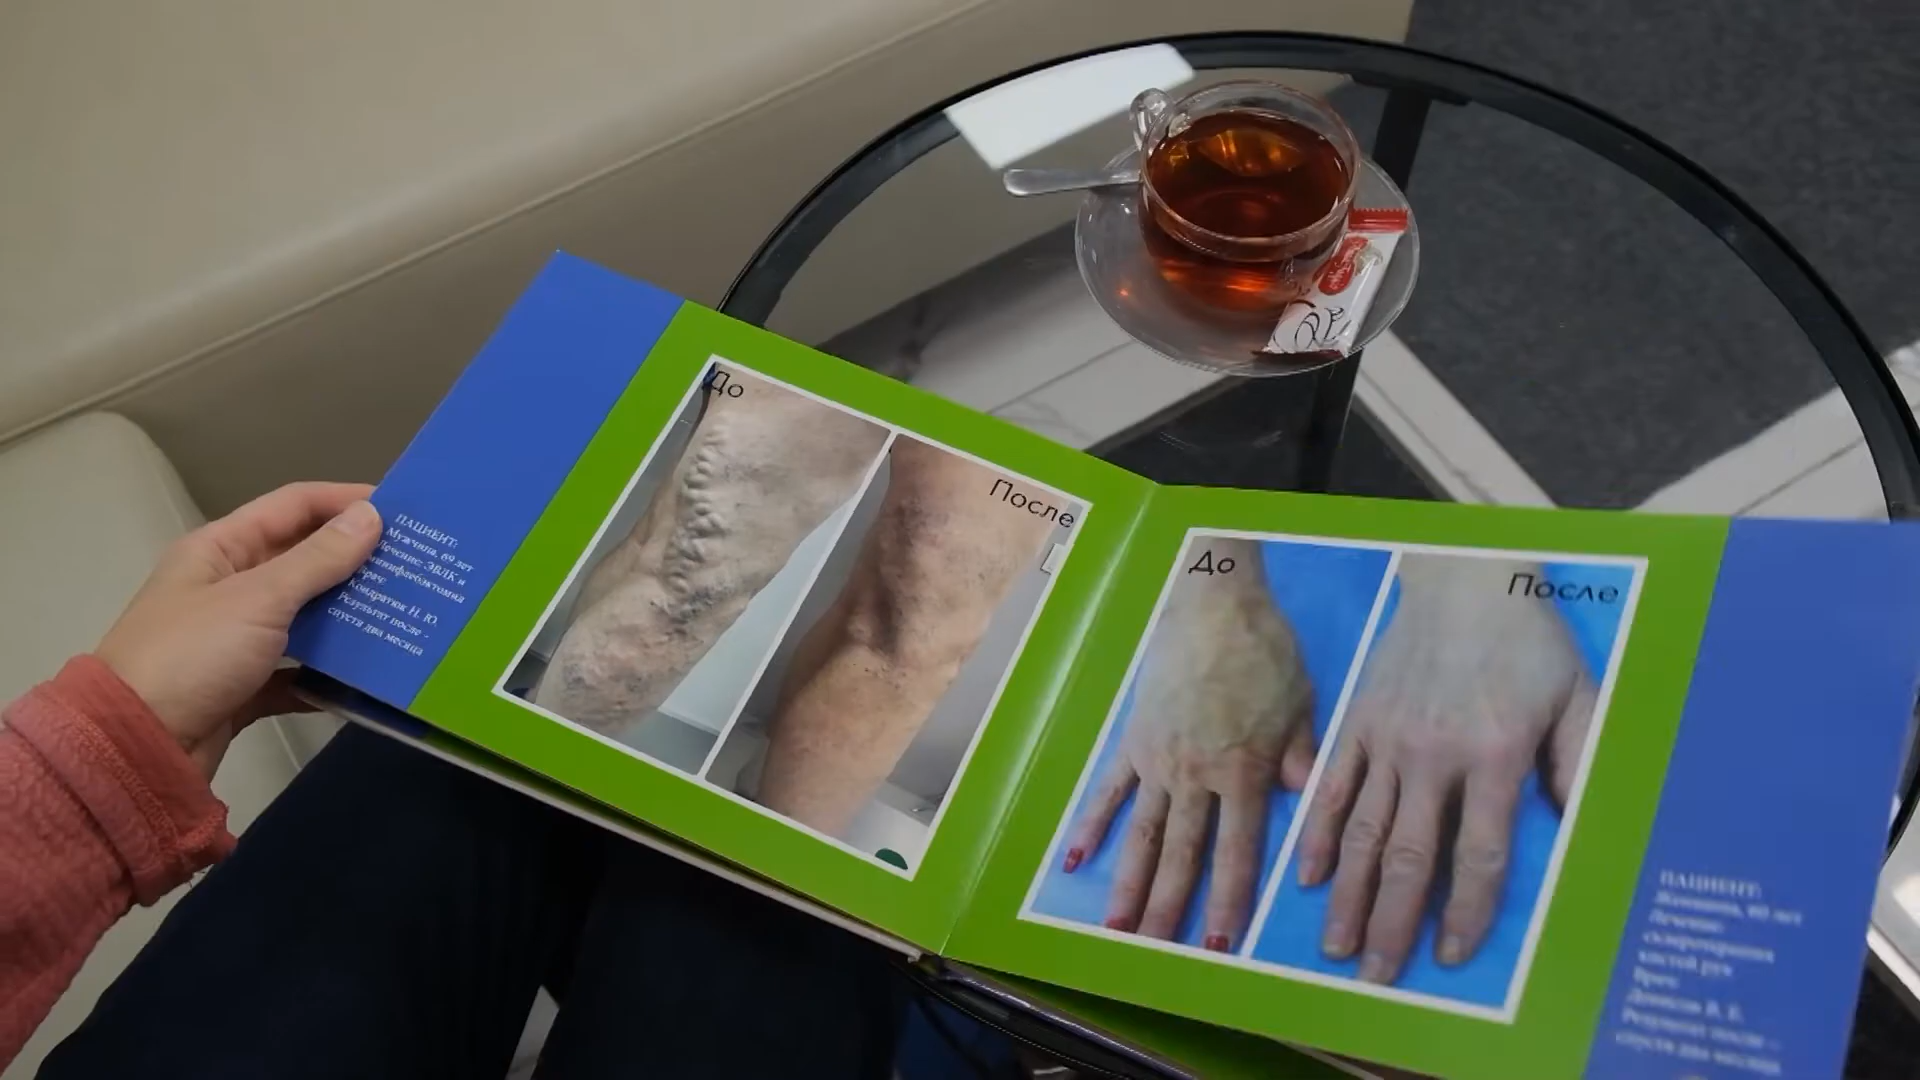 До
После
ПАЦИЕНТ:
Мужчина, 69 лет
Лечение: ЭВЛК и
минифлебэктомия
Врач:
Кондратюк Н. Ю.
Результат после -
спустя два месяца
До
После
ПАЦИЕНТ:
Женщина, 60 лет
Лечение:
склеротерапия
кистей рук
Врач:
Денисов В. Е.
Результат после -
спустя два месяца